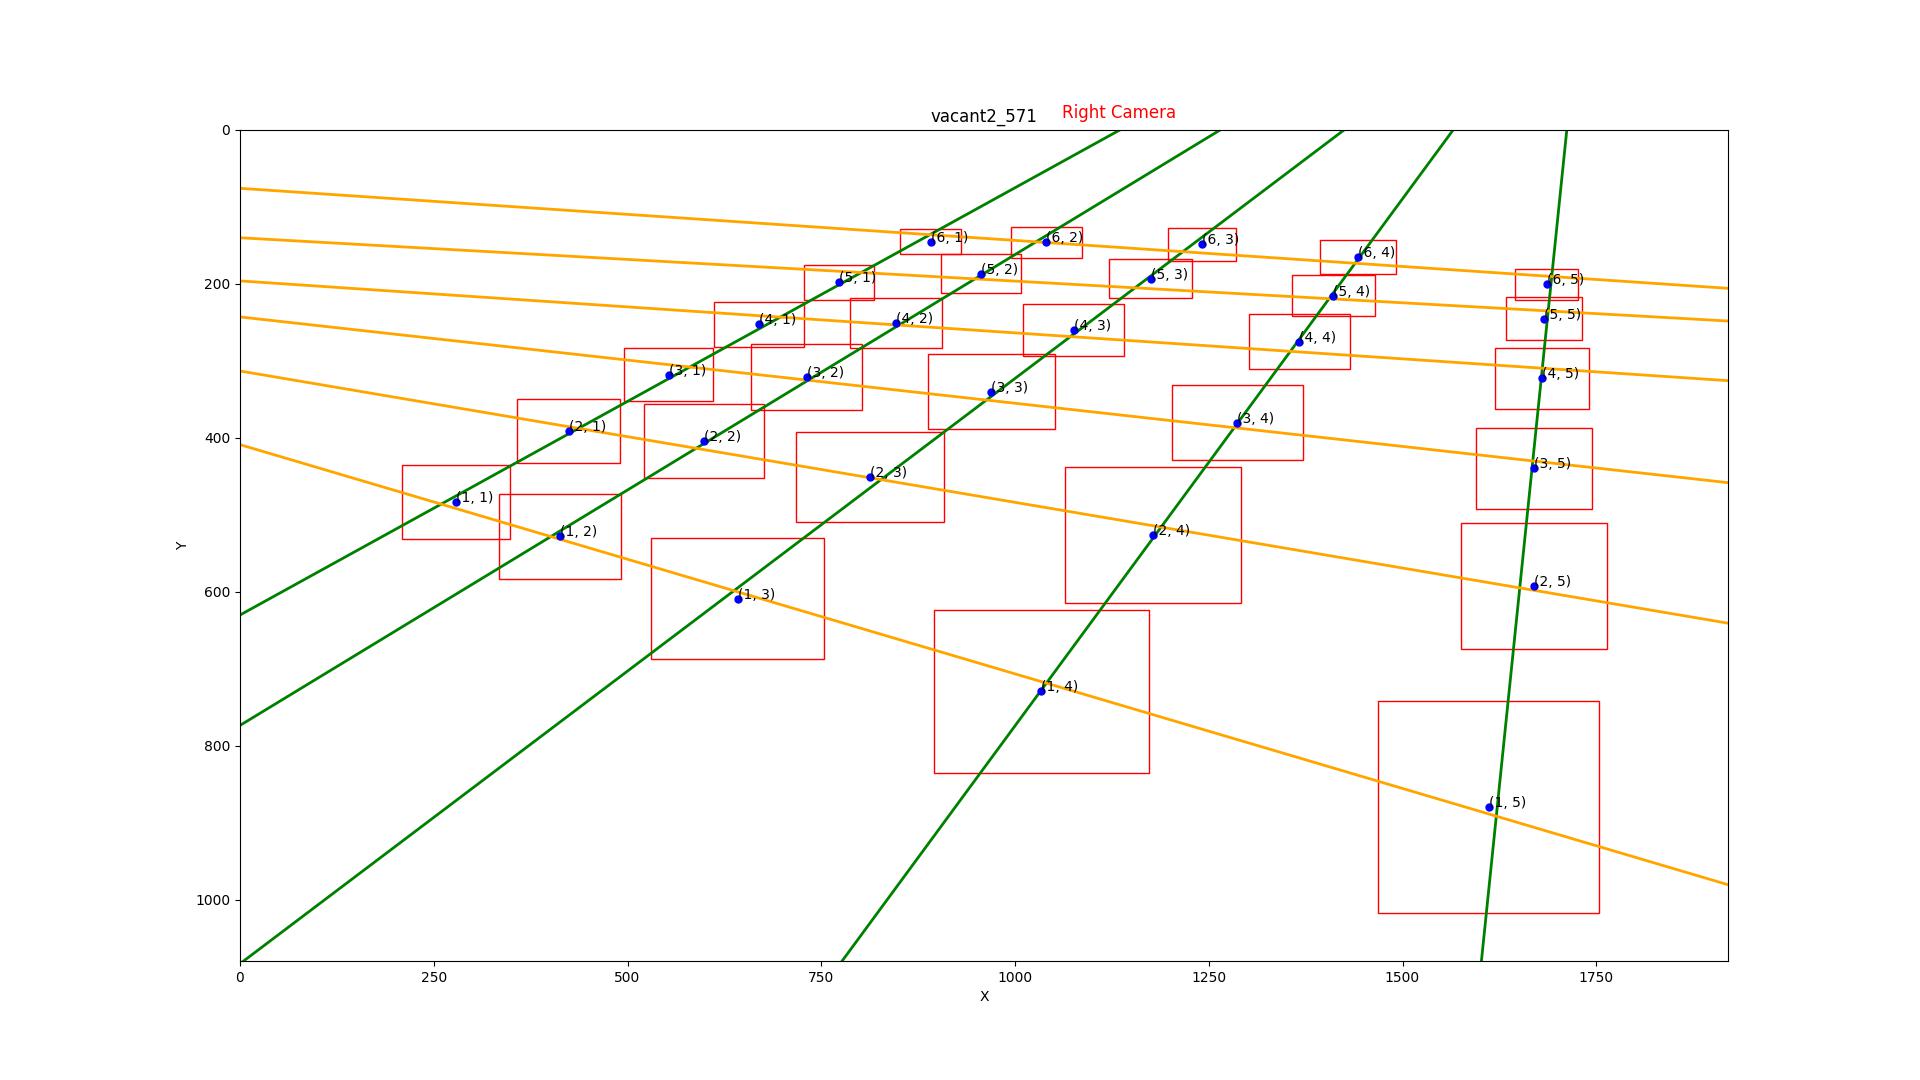 vacant2_571 Right Camera
0
(6, 1) (6, 2) (6, 3) (6, 4) (6, 5)
200
(5, 1) (5, 2) (5, 3) (5, 4) (5, 5)
(4, 1) (4, 2) (4, 3) (4, 4) (4, 5)
(3, 1) (3, 2) (3, 3) (3, 4) (3, 5)
400
(2, 1) (2, 2) (2, 3) (2, 4) (2, 5)
(1, 1) (1, 2) (1, 3) (1, 4) (1, 5)
Y
600
800
1000
0 250 500 750 1000 1250 1500 1750
X